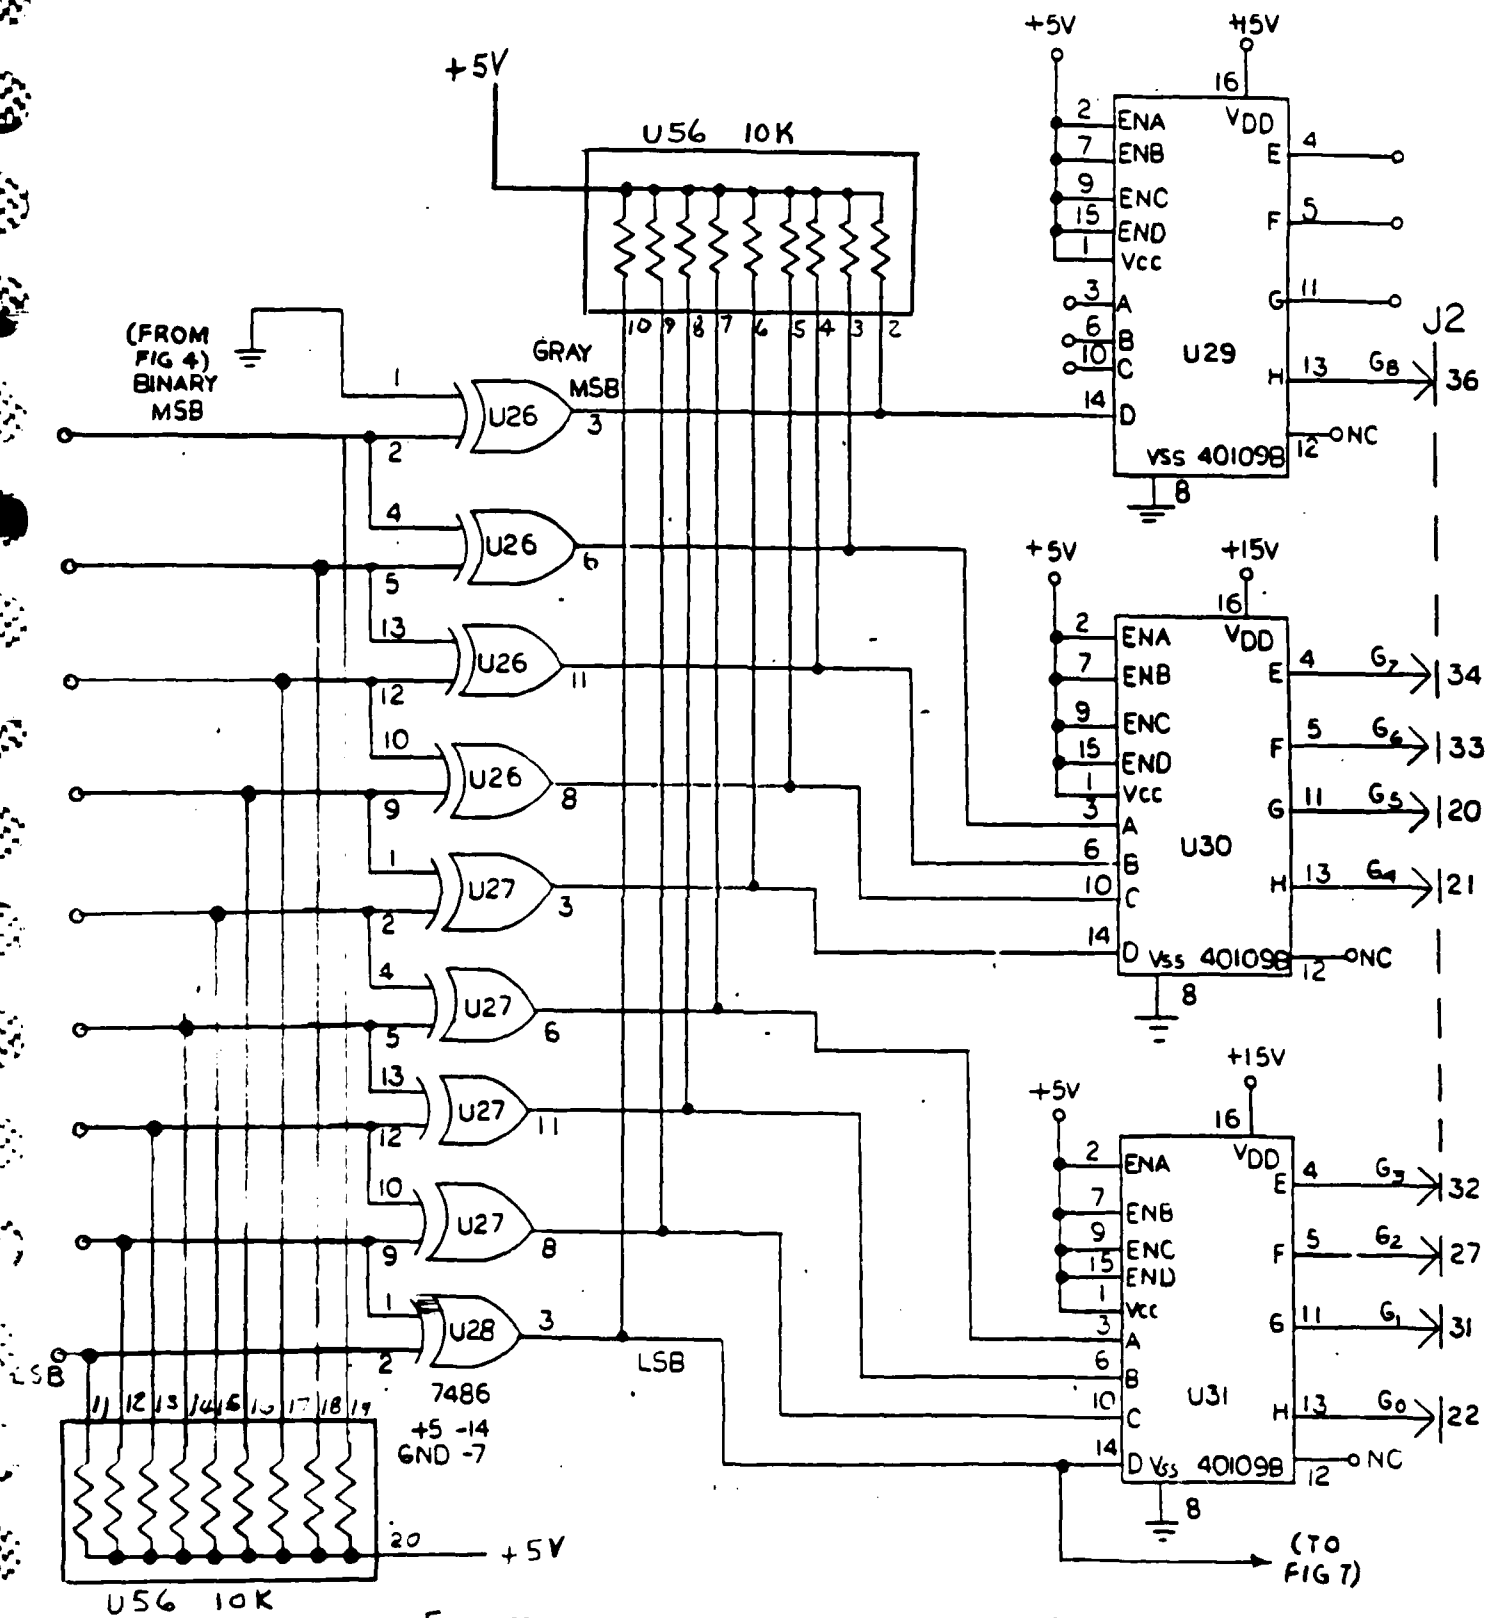 +5V
U56 10K
10 9 8 7 6 5 4 3 2
(FROM
FIG 4)
BINARY
MSB
GRAY
MSB
1
2
U26
3
4
5
U26
6
13
12
U26
11
10
9
U26
8
1
2
U27
3
4
5
U27
6
13
12
U27
11
10
9
U27
8
1
2
U28
3
LSB
LSB
7486
+5 -14
GND -7
11 12 13 14 15 16 17 18 19
20
+5V
U56 10K
+5V
+15V
16
VDD
2 ENA
7 ENB
9 ENC
15 END
1 VCC
3 A
6 B
10 C
14 D
E 4
F 5
G 11
H 13 G8
U29
12 NC
VSS 40109B
8
J2
36
+5V
+15V
16
VDD
2 ENA
7 ENB
9 ENC
15 END
1 VCC
3 A
6 B
10 C
14 D
E 4 G7 34
F 5 G6 33
G 11 G5 20
H 13 G4 21
U30
12 NC
VSS 40109B
8
+5V
+15V
16
VDD
2 ENA
7 ENB
9 ENC
15 END
1 VCC
3 A
6 B
10 C
14 D
E 4 G3 32
F 5 G2 27
G 11 G1 31
H 13 G0 22
U31
12 NC
VSS 40109B
8
(TO
FIG 7)